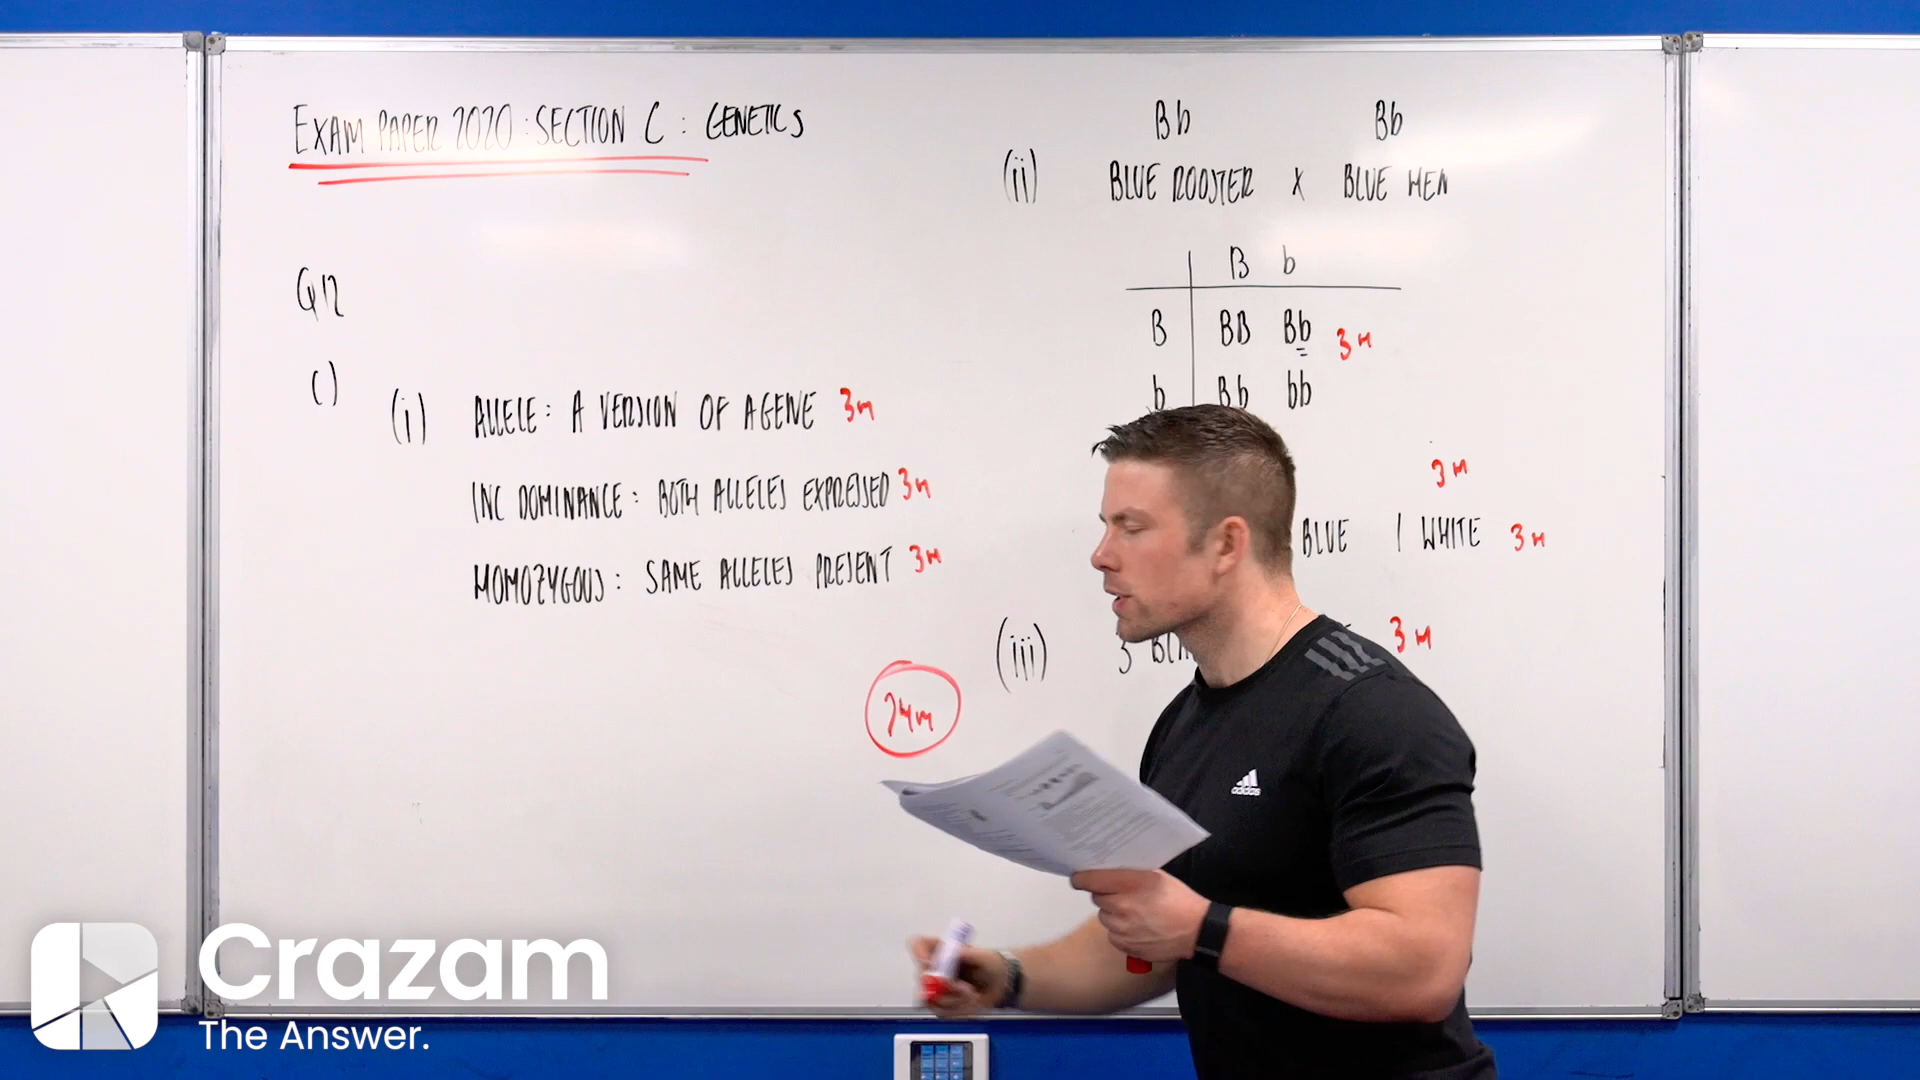 EXAM PAPER 2020: SECTION C: GENETICS
Q12
C)
(i) ALLELE: A VERSION OF A GENE 3M
INC DOMINANCE: BOTH ALLELES EXPRESSED 3M
HOMOZYGOUS: SAME ALLELES PRESENT 3M
24M
Bb Bb
(ii) BLUE ROOSTER X BLUE HEN
B b
B BB Bb 3M
b Bb bb
3M
BLUE 1 WHITE 3M
(iii) 3M
adidas
Crazam
The Answer.